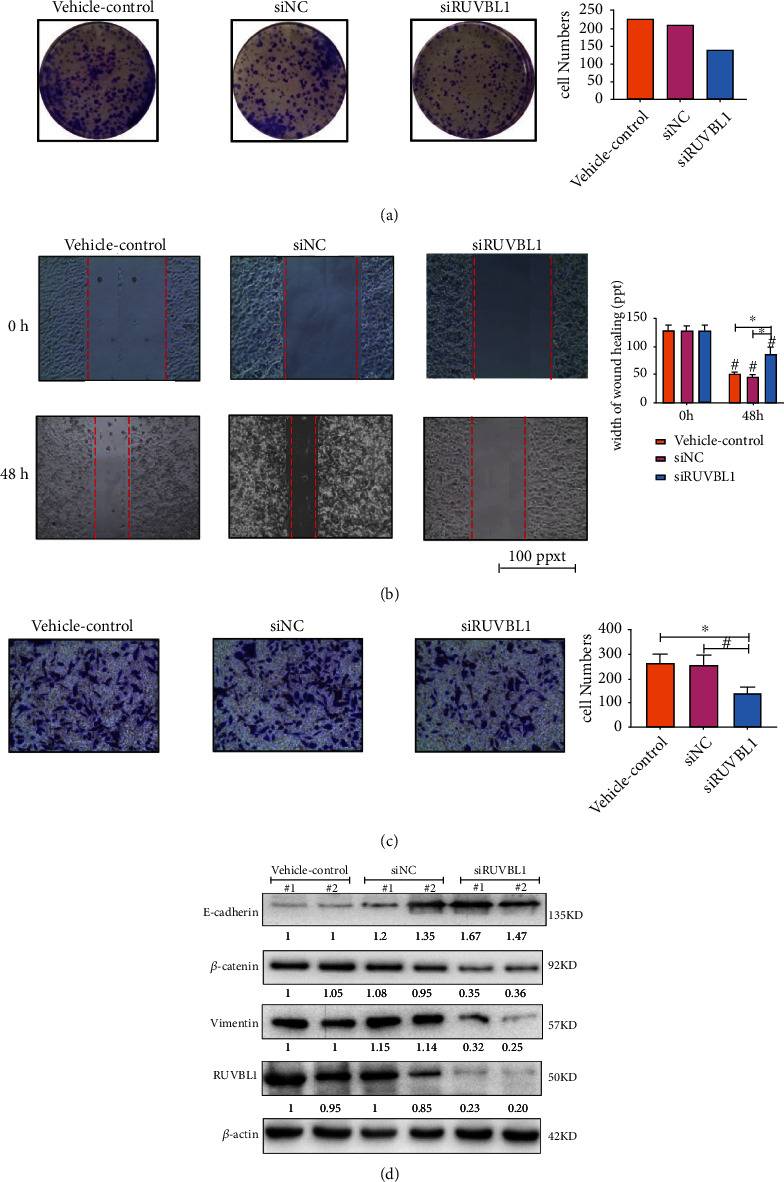 Vehicle-control siNC siRUVBL1
cell Numbers
250
200
150
100
50
0
Vehicle-control
siNC
siRUVBL1
(a)
Vehicle-control siNC siRUVBL1
0 h
48 h
100 ppxt
width of wound healing (ppt)
150
100
50
0
* *
# # #
0h 48h
Vehicle-control
siNC
siRUVBL1
(b)
Vehicle-control siNC siRUVBL1
cell Numbers
400
300
200
100
0
*
#
Vehicle-control
siNC
siRUVBL1
(c)
Vehicle-control siNC siRUVBL1
#1 #2 #1 #2 #1 #2
E-cadherin 135KD
1 1 1.2 1.35 1.67 1.47
β-catenin 92KD
1 1.05 1.08 0.95 0.35 0.36
Vimentin 57KD
1 1 1.15 1.14 0.32 0.25
RUVBL1 50KD
1 0.95 1 0.85 0.23 0.20
β-actin 42KD
(d)